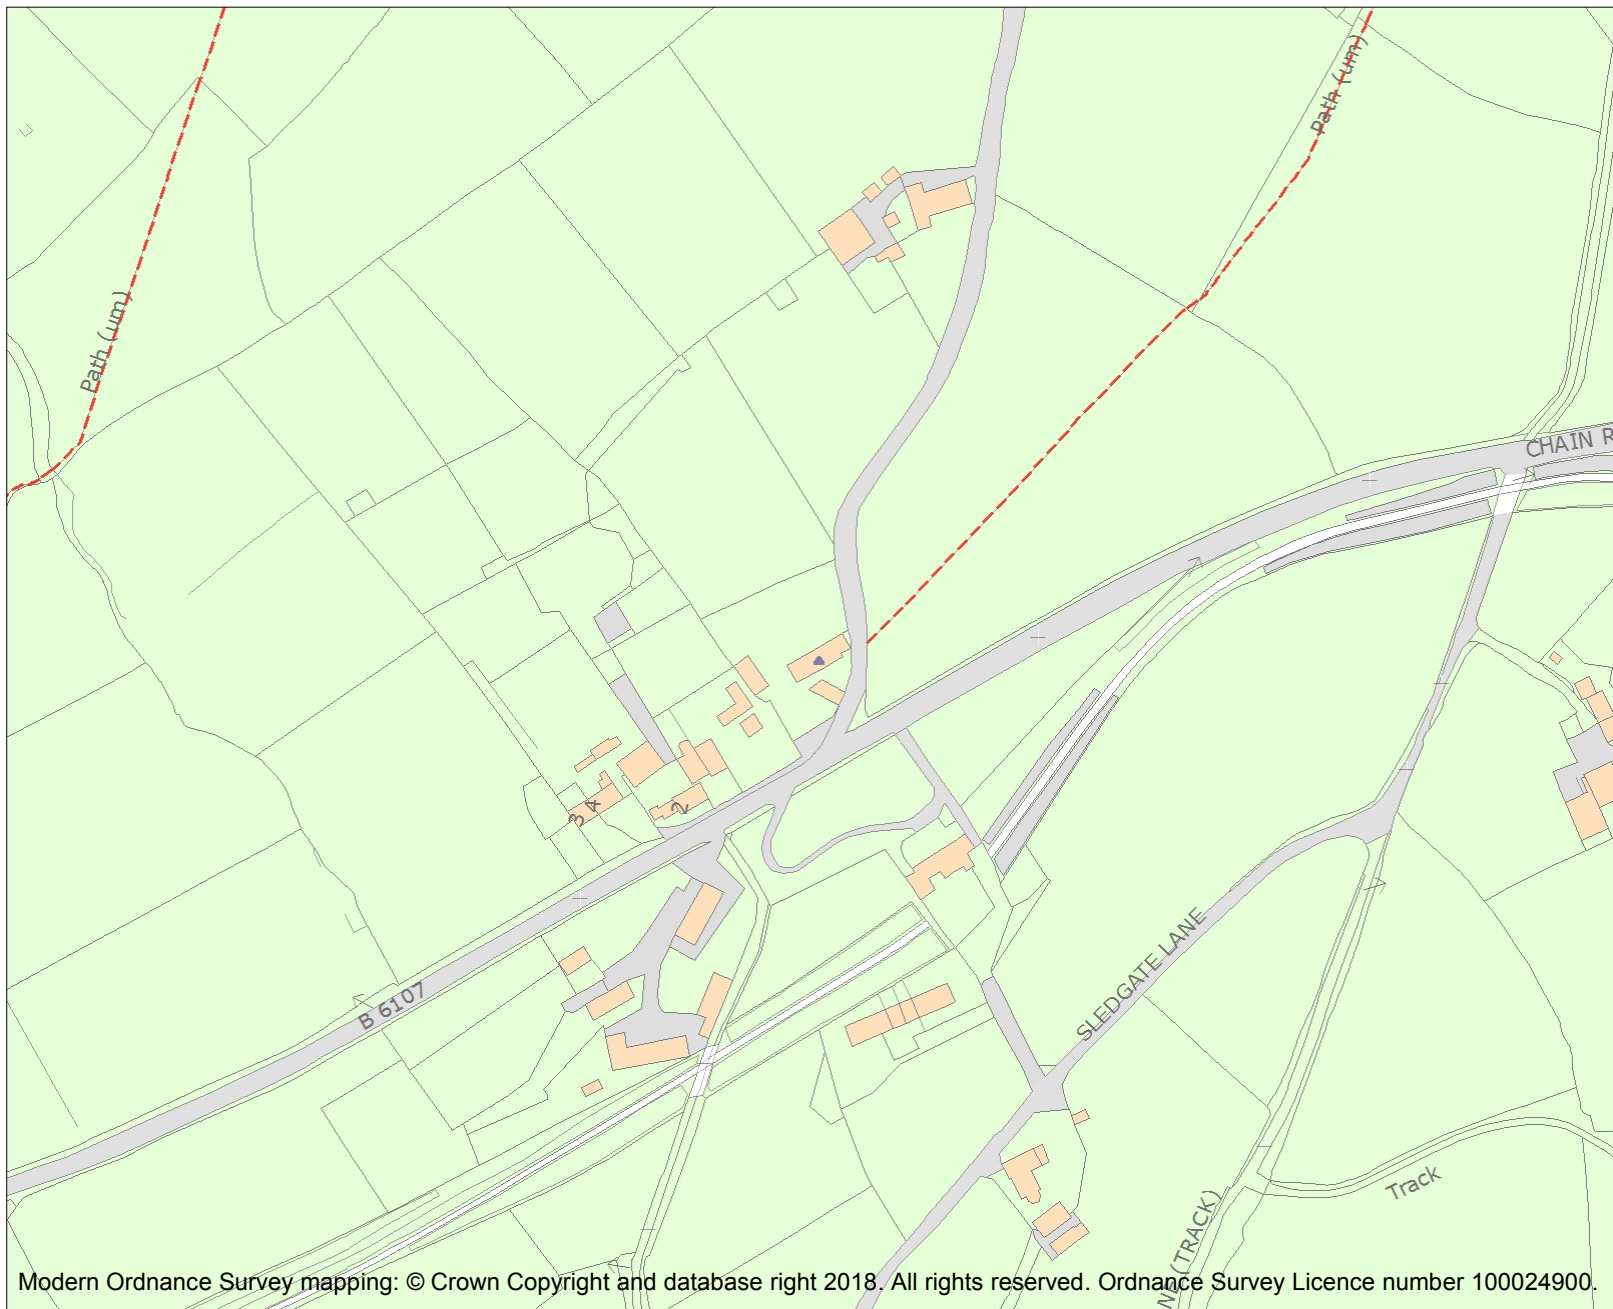 Path (um)
Path (um)
CHAIN R
3 4
2
B 6107
SLEDGATE LANE
Track
NE (TRACK)
Modern Ordnance Survey mapping: © Crown Copyright and database right 2018. All rights reserved. Ordnance Survey Licence number 100024900.